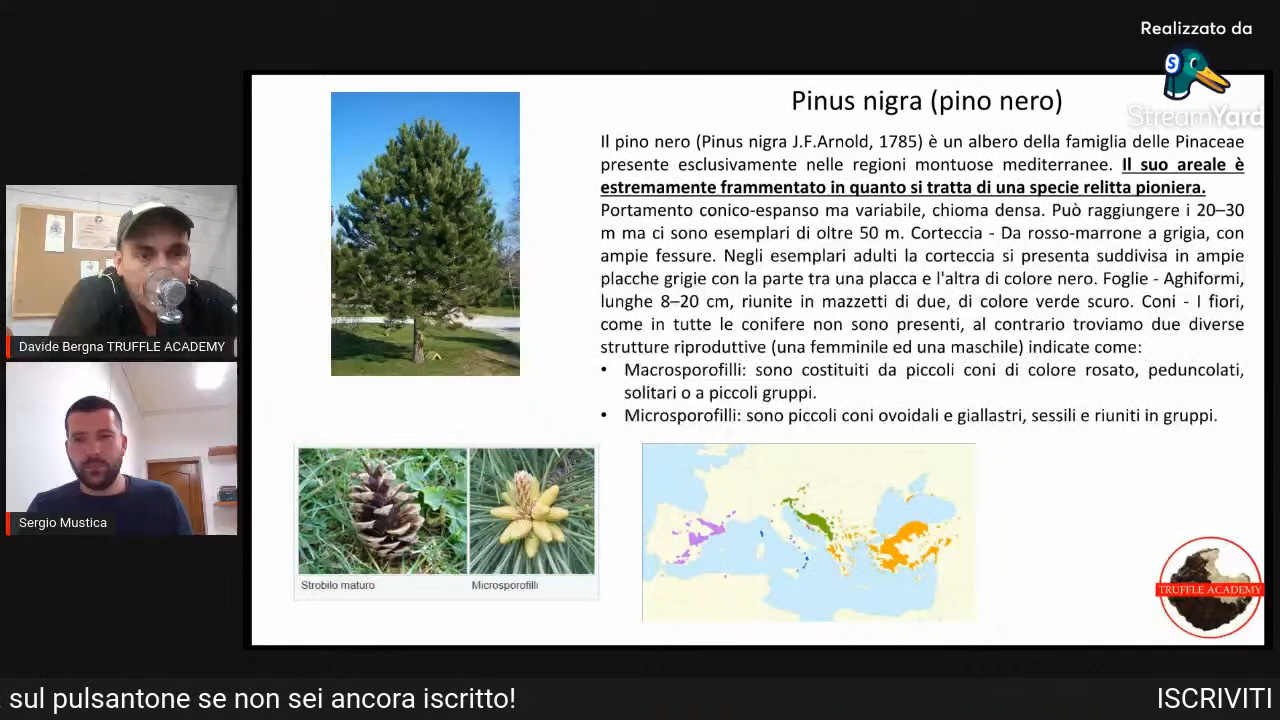 Realizzato da
S
StreamYard
Pinus nigra (pino nero)
Il pino nero (Pinus nigra J.F.Arnold, 1785) è un albero della famiglia delle Pinaceae
presente esclusivamente nelle regioni montuose mediterranee. Il suo areale è
estremamente frammentato in quanto si tratta di una specie relitta pioniera.
Portamento conico-espanso ma variabile, chioma densa. Può raggiungere i 20–30
m ma ci sono esemplari di oltre 50 m. Corteccia - Da rosso-marrone a grigia, con
ampie fessure. Negli esemplari adulti la corteccia si presenta suddivisa in ampie
placche grigie con la parte tra una placca e l'altra di colore nero. Foglie - Aghiformi,
lunghe 8–20 cm, riunite in mazzetti di due, di colore verde scuro. Coni - I fiori,
come in tutte le conifere non sono presenti, al contrario troviamo due diverse
strutture riproduttive (una femminile ed una maschile) indicate come:
• Macrosporofilli: sono costituiti da piccoli coni di colore rosato, peduncolati,
solitari o a piccoli gruppi.
• Microsporofilli: sono piccoli coni ovoidali e giallastri, sessili e riuniti in gruppi.
Davide Bergna TRUFFLE ACADEMY
Sergio Mustica
Strobilo maturo
Microsporofilli
TRUFFLE ACADEMY
sul pulsantone se non sei ancora iscritto!
ISCRIVITI